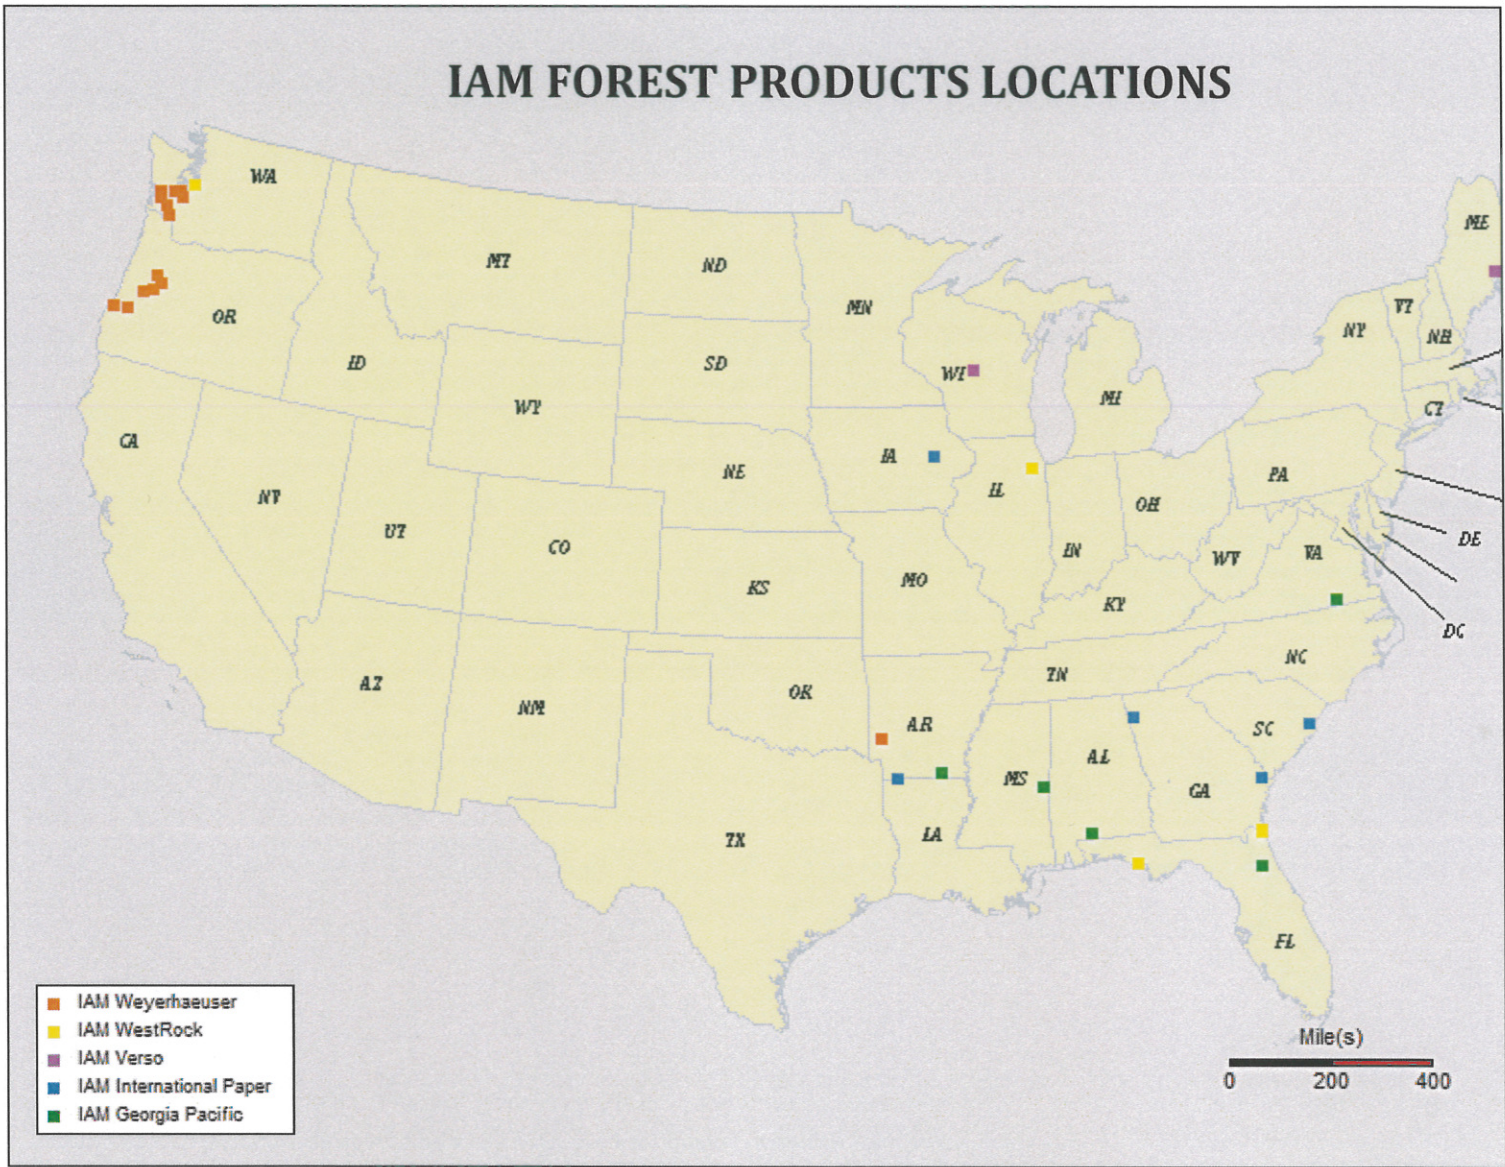 IAM FOREST PRODUCTS LOCATIONS
WA
ME
MT
ND
MN
VT
NY
NH
OR
WI
ID
SD
MI
WY
CT
CA
IA
NE
PA
NV
IL
OH
UT
CO
IN
WV
VA
DE
KS
MO
KY
DC
AZ
NM
OK
TN
NC
AR
SC
AL
MS
GA
TX
LA
FL
IAM Weyerhaeuser
IAM WestRock
IAM Verso
IAM International Paper
IAM Georgia Pacific
Mile(s)
0 200 400